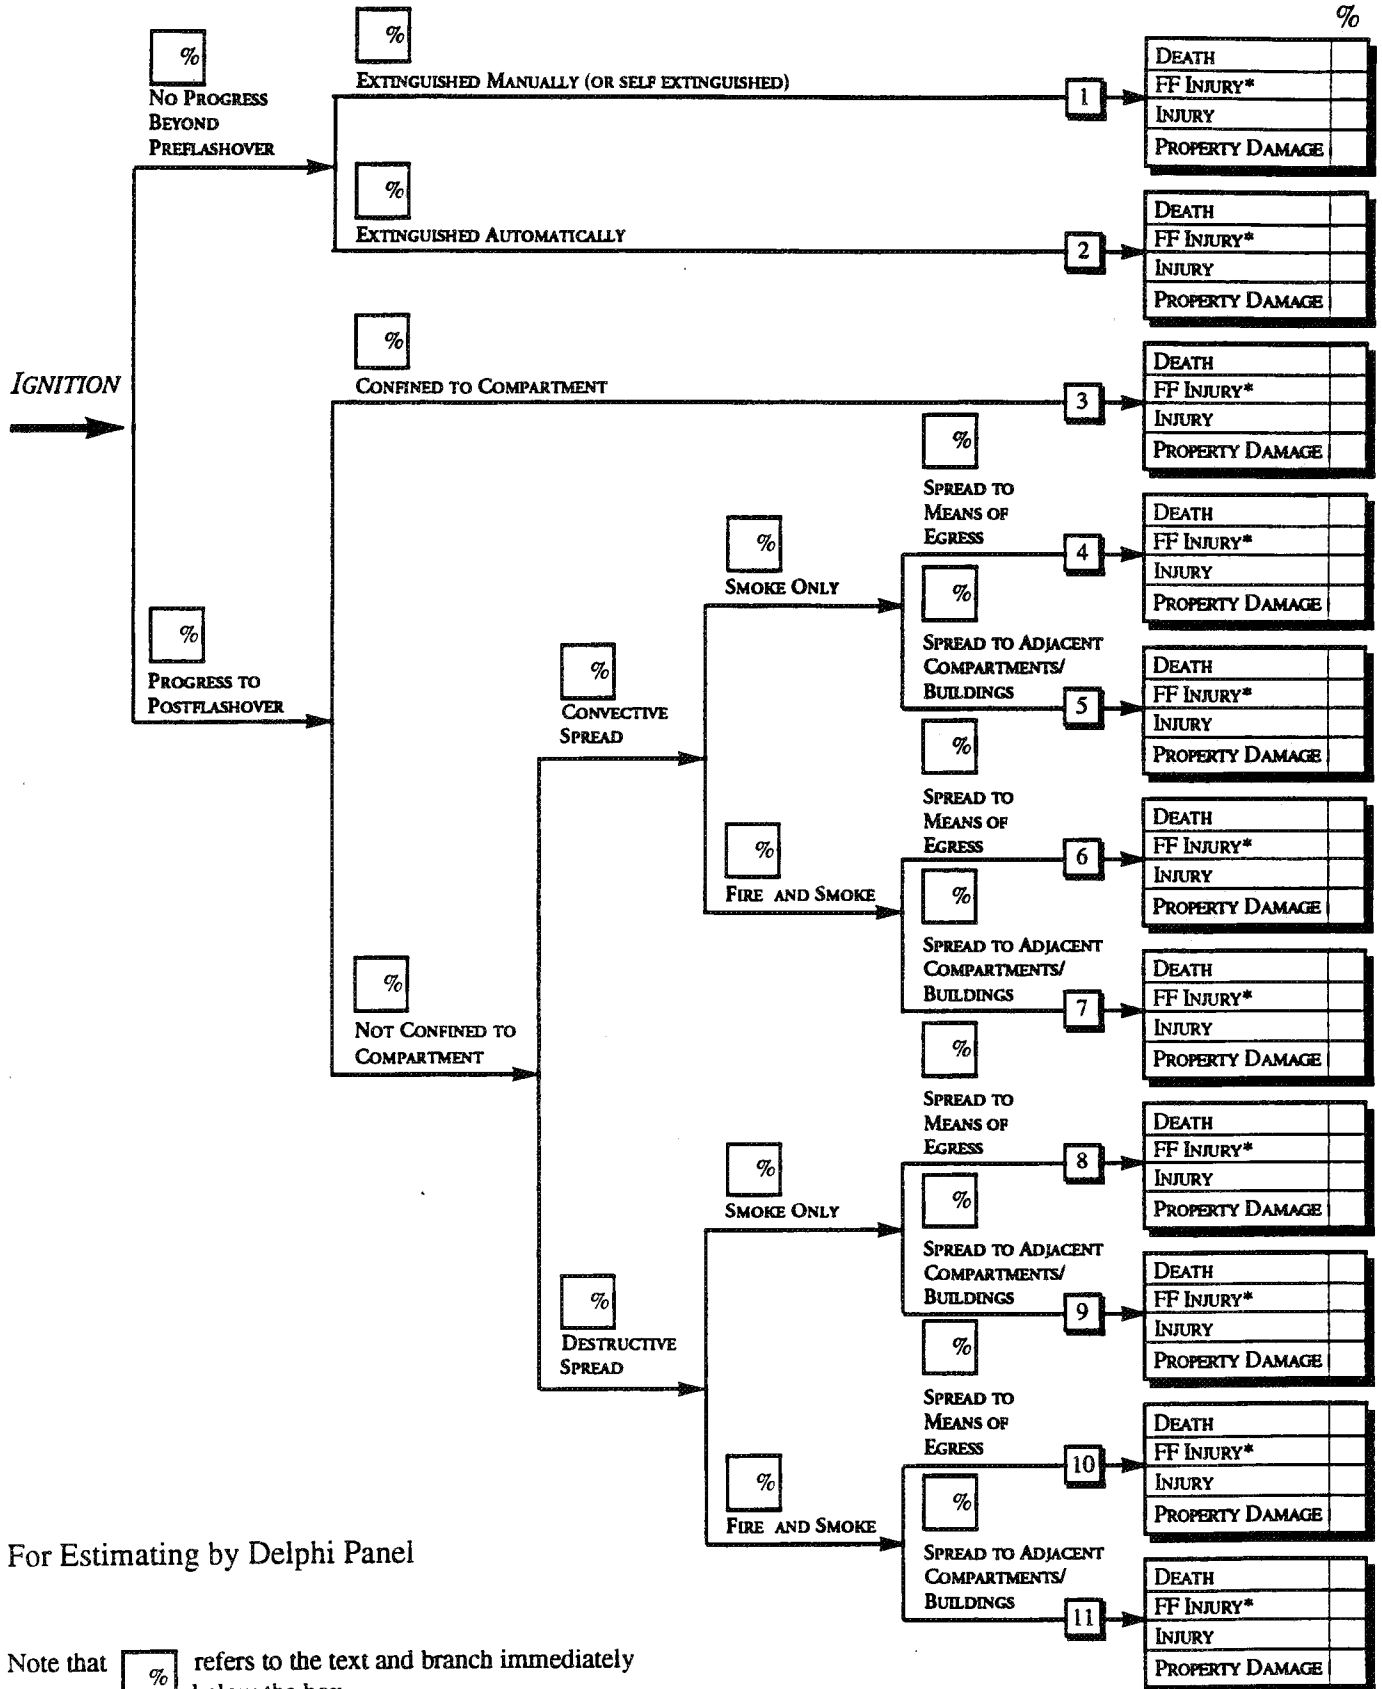 %
%
NO PROGRESS
BEYOND
PREFLASHOVER
%
EXTINGUISHED MANUALLY (OR SELF EXTINGUISHED)
1
DEATH
FF INJURY*
INJURY
PROPERTY DAMAGE
%
EXTINGUISHED AUTOMATICALLY
2
DEATH
FF INJURY*
INJURY
PROPERTY DAMAGE
IGNITION
%
CONFINED TO COMPARTMENT
3
DEATH
FF INJURY*
INJURY
PROPERTY DAMAGE
%
PROGRESS TO
POSTFLASHOVER
%
NOT CONFINED TO
COMPARTMENT
%
CONVECTIVE
SPREAD
%
SMOKE ONLY
%
SPREAD TO
MEANS OF
EGRESS
4
DEATH
FF INJURY*
INJURY
PROPERTY DAMAGE
%
SPREAD TO ADJACENT
COMPARTMENTS/
BUILDINGS
5
DEATH
FF INJURY*
INJURY
PROPERTY DAMAGE
%
FIRE AND SMOKE
%
SPREAD TO
MEANS OF
EGRESS
6
DEATH
FF INJURY*
INJURY
PROPERTY DAMAGE
%
SPREAD TO ADJACENT
COMPARTMENTS/
BUILDINGS
7
DEATH
FF INJURY*
INJURY
PROPERTY DAMAGE
%
DESTRUCTIVE
SPREAD
%
SMOKE ONLY
%
SPREAD TO
MEANS OF
EGRESS
8
DEATH
FF INJURY*
INJURY
PROPERTY DAMAGE
%
SPREAD TO ADJACENT
COMPARTMENTS/
BUILDINGS
9
DEATH
FF INJURY*
INJURY
PROPERTY DAMAGE
%
FIRE AND SMOKE
%
SPREAD TO
MEANS OF
EGRESS
10
DEATH
FF INJURY*
INJURY
PROPERTY DAMAGE
%
SPREAD TO ADJACENT
COMPARTMENTS/
BUILDINGS
11
DEATH
FF INJURY*
INJURY
PROPERTY DAMAGE
For Estimating by Delphi Panel
Note that % refers to the text and branch immediately
below the box